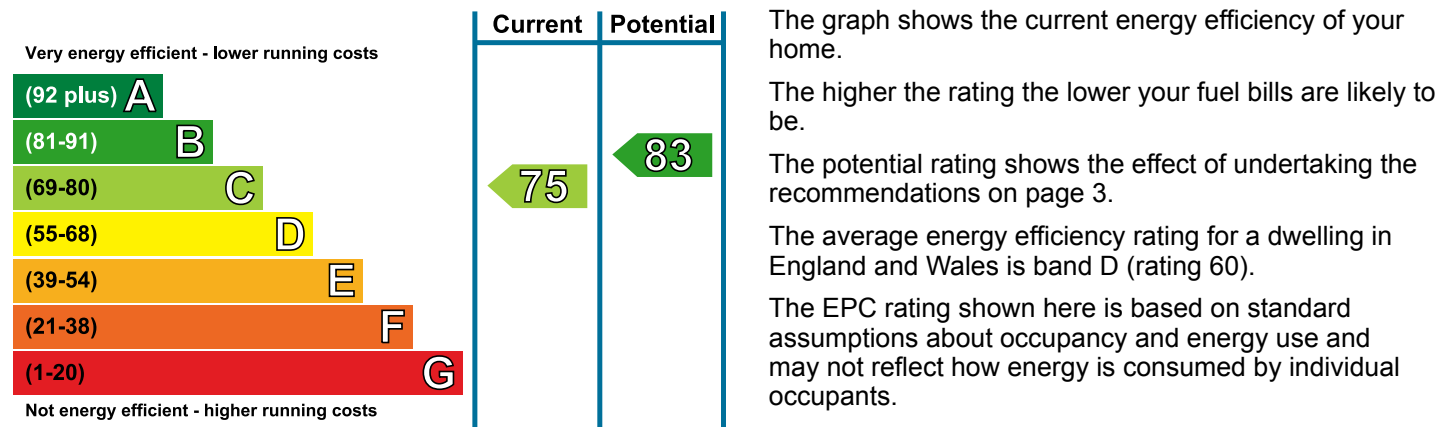 Current Potential
Very energy efficient - lower running costs
(92 plus) A
(81-91) B
83
(69-80) C
75
(55-68) D
(39-54) E
(21-38) F
(1-20) G
Not energy efficient - higher running costs
The graph shows the current energy efficiency of your
home.
The higher the rating the lower your fuel bills are likely to
be.
The potential rating shows the effect of undertaking the
recommendations on page 3.
The average energy efficiency rating for a dwelling in
England and Wales is band D (rating 60).
The EPC rating shown here is based on standard
assumptions about occupancy and energy use and
may not reflect how energy is consumed by individual
occupants.